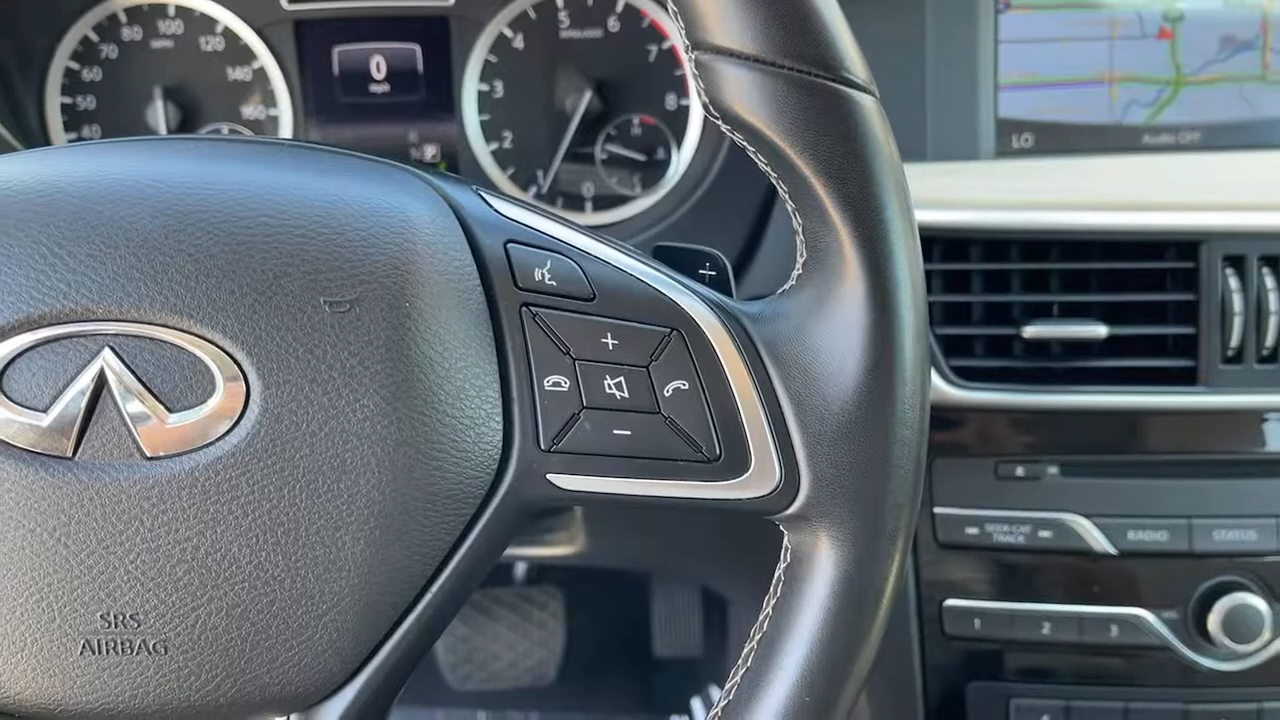 80 100 120
70
60
140
50
160
40
0
mph
P
5 6
4
7
3
8
2
1
0
H
LO
Audio OFF
+
+
−
SRS
AIRBAG
SEEK·CAT
TRACK
RADIO
STATUS
1
2
3